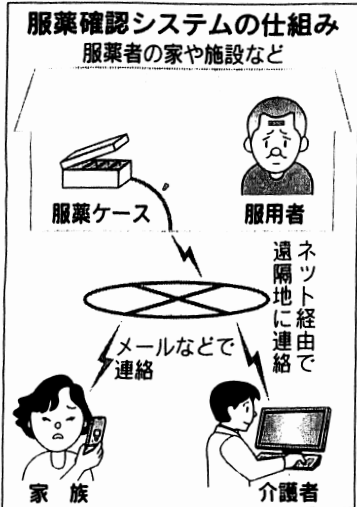 服薬確認システムの仕組み
服薬者の家や施設など
服薬ケース
服用者
ネット経由で
遠隔地に連絡
メールなどで
連絡
家族
介護者